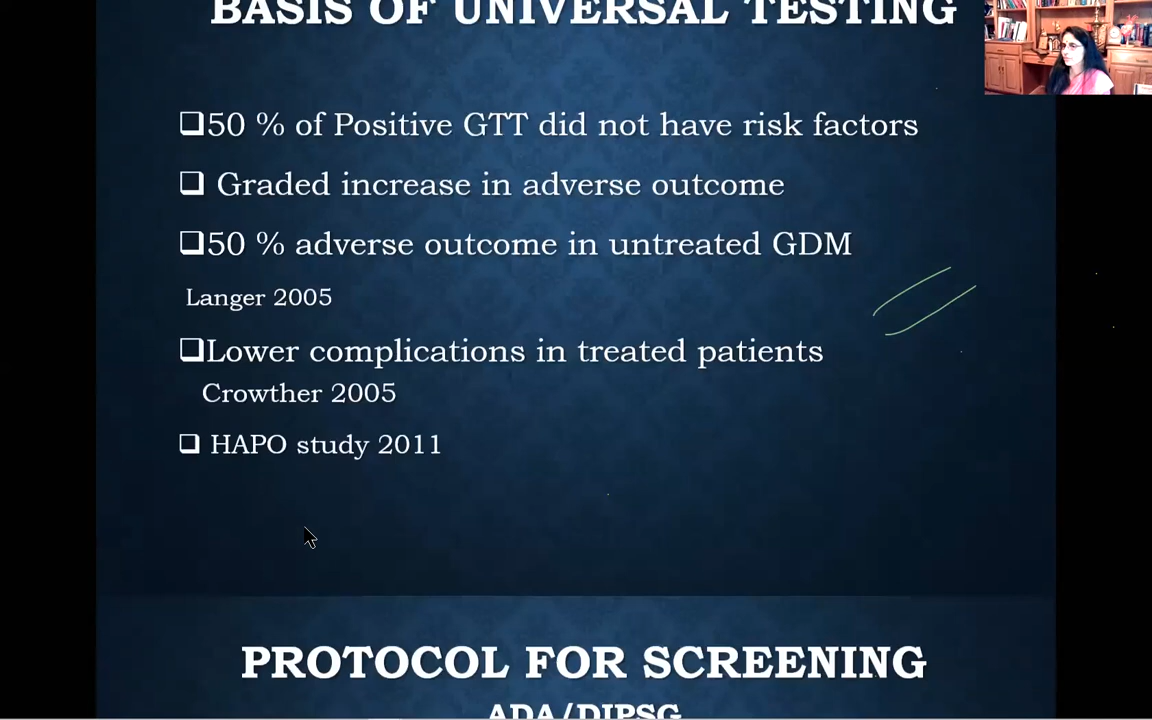 BASIS OF UNIVERSAL TESTING
❑50 % of Positive GTT did not have risk factors
❑ Graded increase in adverse outcome
❑50 % adverse outcome in untreated GDM
Langer 2005
❑Lower complications in treated patients
Crowther 2005
❑ HAPO study 2011
PROTOCOL FOR SCREENING
ADA/DIPSG